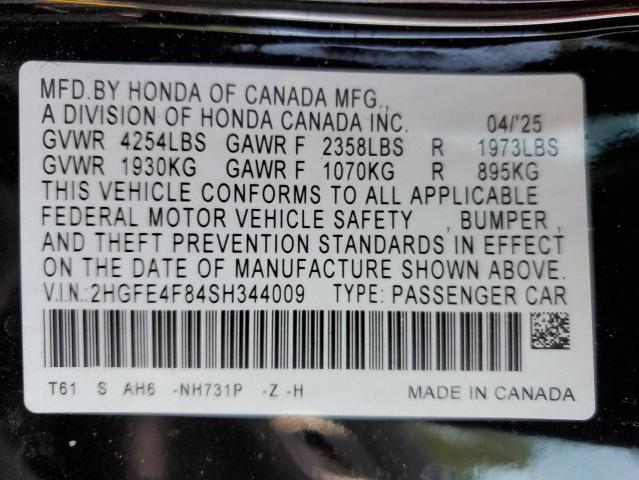 MFD.BY HONDA OF CANADA MFG.,
A DIVISION OF HONDA CANADA INC. 04/'25
GVWR 4254LBS GAWR F 2358LBS R 1973LBS
GVWR 1930KG GAWR F 1070KG R 895KG
THIS VEHICLE CONFORMS TO ALL APPLICABLE
FEDERAL MOTOR VEHICLE SAFETY , BUMPER ,
AND THEFT PREVENTION STANDARDS IN EFFECT
ON THE DATE OF MANUFACTURE SHOWN ABOVE.
V.I.N.:2HGFE4F84SH344009 TYPE: PASSENGER CAR
T61 S AH6 -NH731P -Z -H MADE IN CANADA